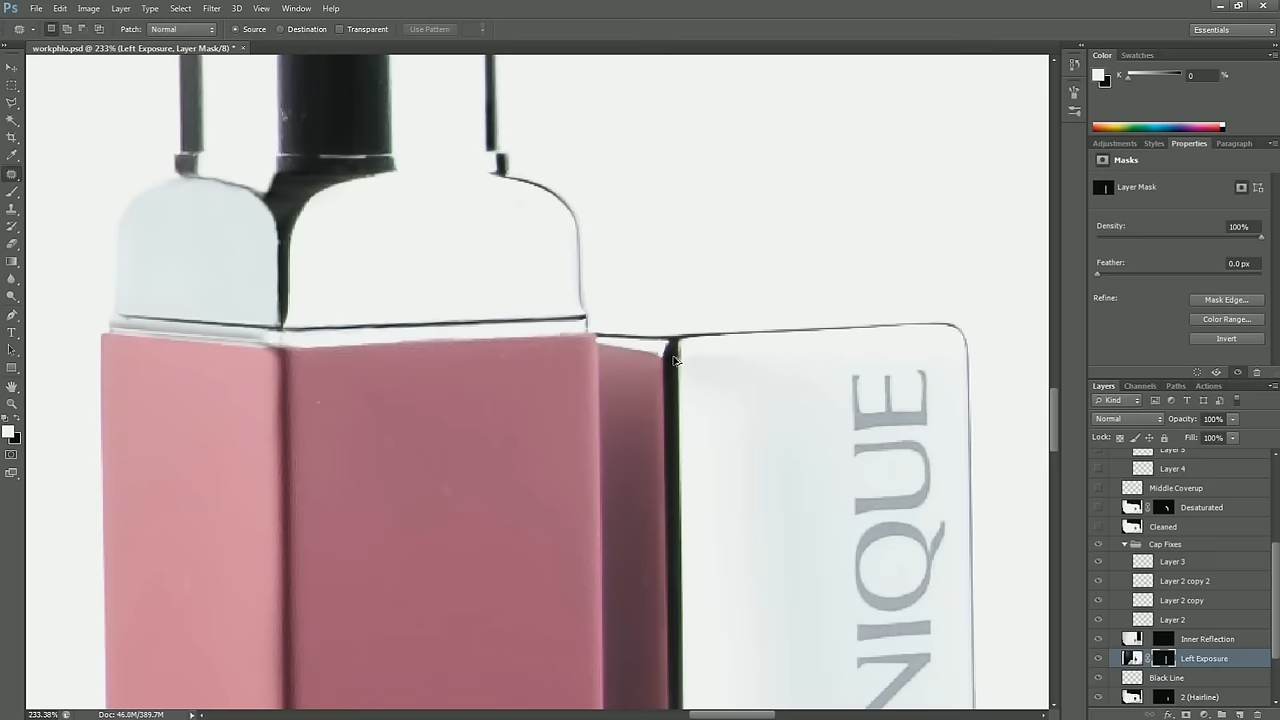 Ps File Edit Image Layer Type Select Filter 3D View Window Help
Patch: Normal Source Destination Transparent Use Pattern Essentials
workphlo.psd @ 233% (Left Exposure, Layer Mask/8) * ×
Color Swatches
K 0 %
Adjustments Styles Properties Paragraph
Masks
Layer Mask
Density: 100%
Feather: 0.0 px
Refine: Mask Edge...
Color Range...
Invert
Layers Channels Paths Actions
Kind
Normal Opacity: 100%
Lock: Fill: 100%
Layer 5
Layer 4
Middle Coverup
Desaturated
Cleaned
Cap Fixes
Layer 3
Layer 2 copy 2
Layer 2 copy
Layer 2
Inner Reflection
Left Exposure
Black Line
2 (Hairline)
NIQUE
233.38% Doc: 46.0M/389.7M